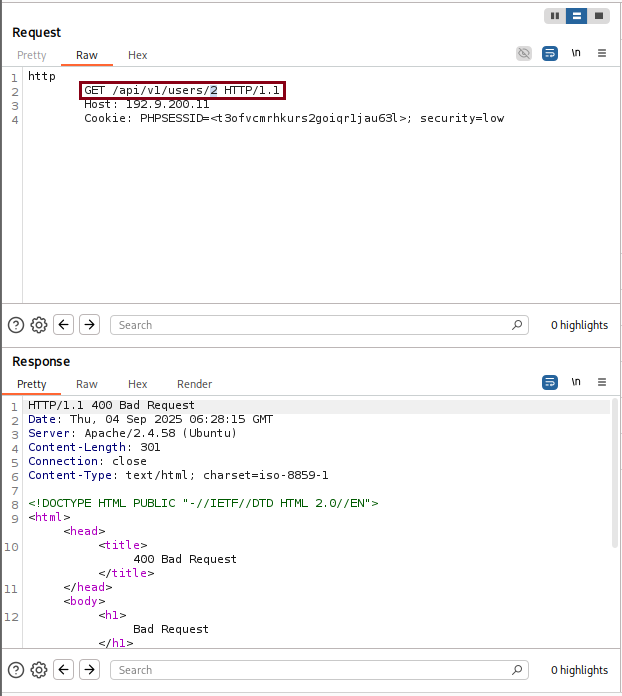 Request
Pretty Raw Hex
\n
1 http
2 GET /api/v1/users/2 HTTP/1.1
3 Host: 192.9.200.11
4 Cookie: PHPSESSID=<t3ofvcmrhkurs2goiqr1jau63l>; security=low
Search
0 highlights
Response
Pretty Raw Hex Render
\n
1 HTTP/1.1 400 Bad Request
2 Date: Thu, 04 Sep 2025 06:28:15 GMT
3 Server: Apache/2.4.58 (Ubuntu)
4 Content-Length: 301
5 Connection: close
6 Content-Type: text/html; charset=iso-8859-1
7
8 <!DOCTYPE HTML PUBLIC "-//IETF//DTD HTML 2.0//EN">
9 <html>
<head>
10 <title>
400 Bad Request
</title>
11 </head>
<body>
12 <h1>
Bad Request
</h1>
Search
0 highlights